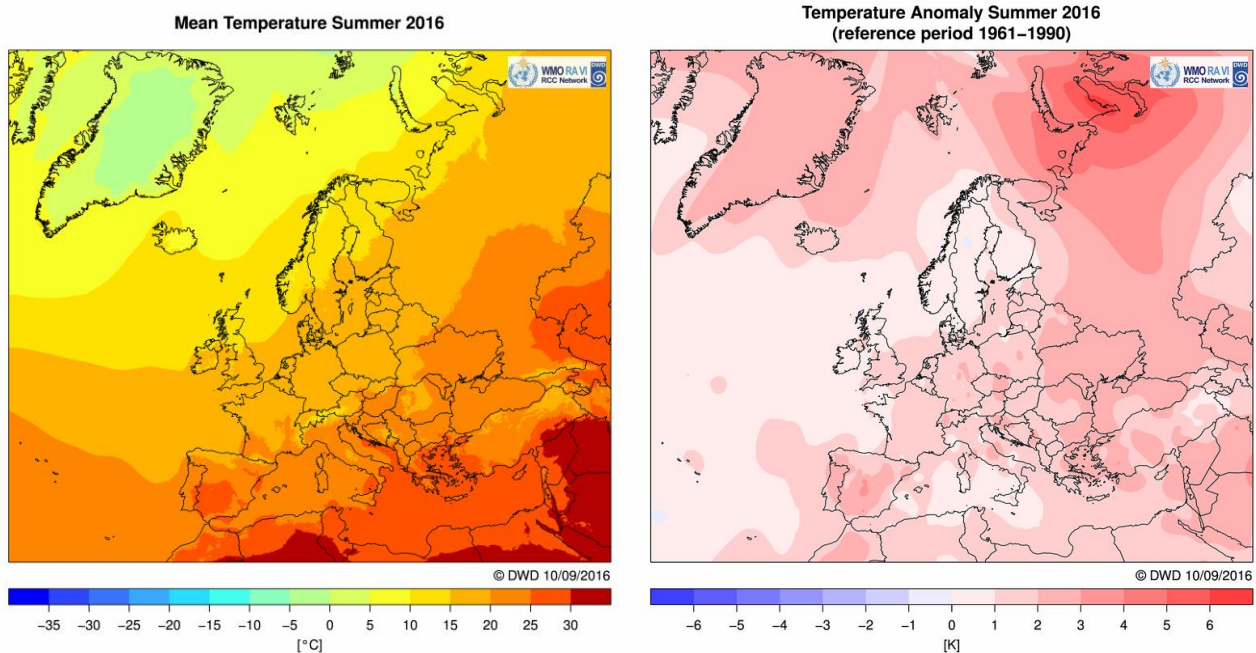 Mean Temperature Summer 2016
WMO RA VI
RCC Network
DWD
© DWD 10/09/2016
−35 −30 −25 −20 −15 −10 −5 0 5 10 15 20 25 30
[°C]
Temperature Anomaly Summer 2016
(reference period 1961−1990)
WMO RA VI
RCC Network
DWD
© DWD 10/09/2016
−6 −5 −4 −3 −2 −1 0 1 2 3 4 5 6
[K]